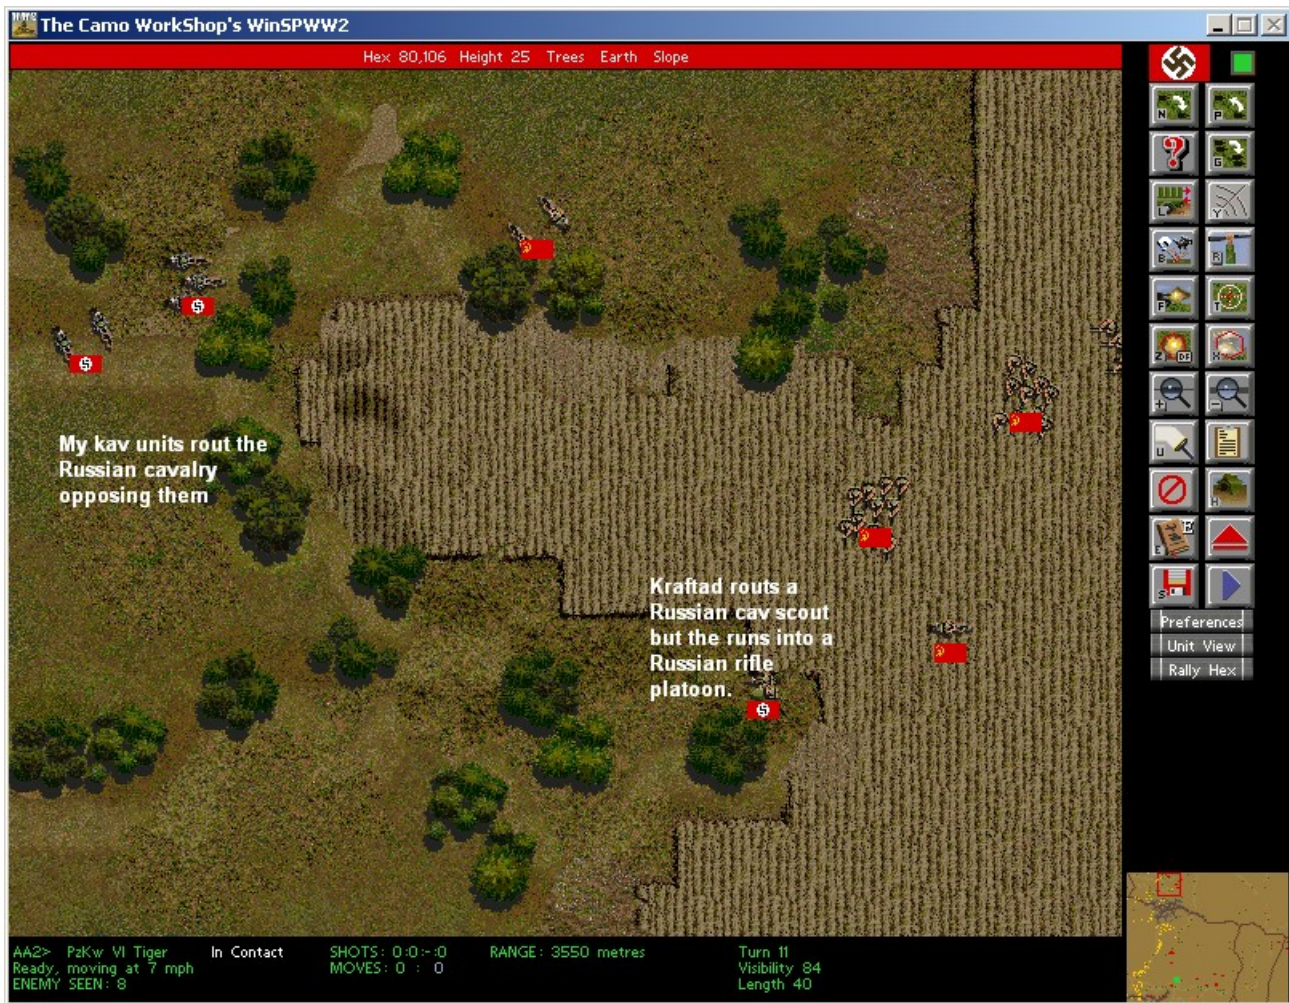 The Camo WorkShop's WinSPWW2
Hex 80,106 Height 25 Trees Earth Slope
My kav units rout the
Russian cavalry
opposing them
Kraftad routs a
Russian cav scout
but the runs into a
Russian rifle
platoon.
N
P
G
L
Y
B
R
F
T
Z DF
X
+
-
U
H
E
S
Preferences
Unit View
Rally Hex
AA2> PzKw VI Tiger In Contact SHOTS: 0:0:-:0 RANGE: 3550 metres Turn 11
Ready, moving at 7 mph MOVES: 0 : 0 Visibility 84
ENEMY SEEN: 8 Length 40